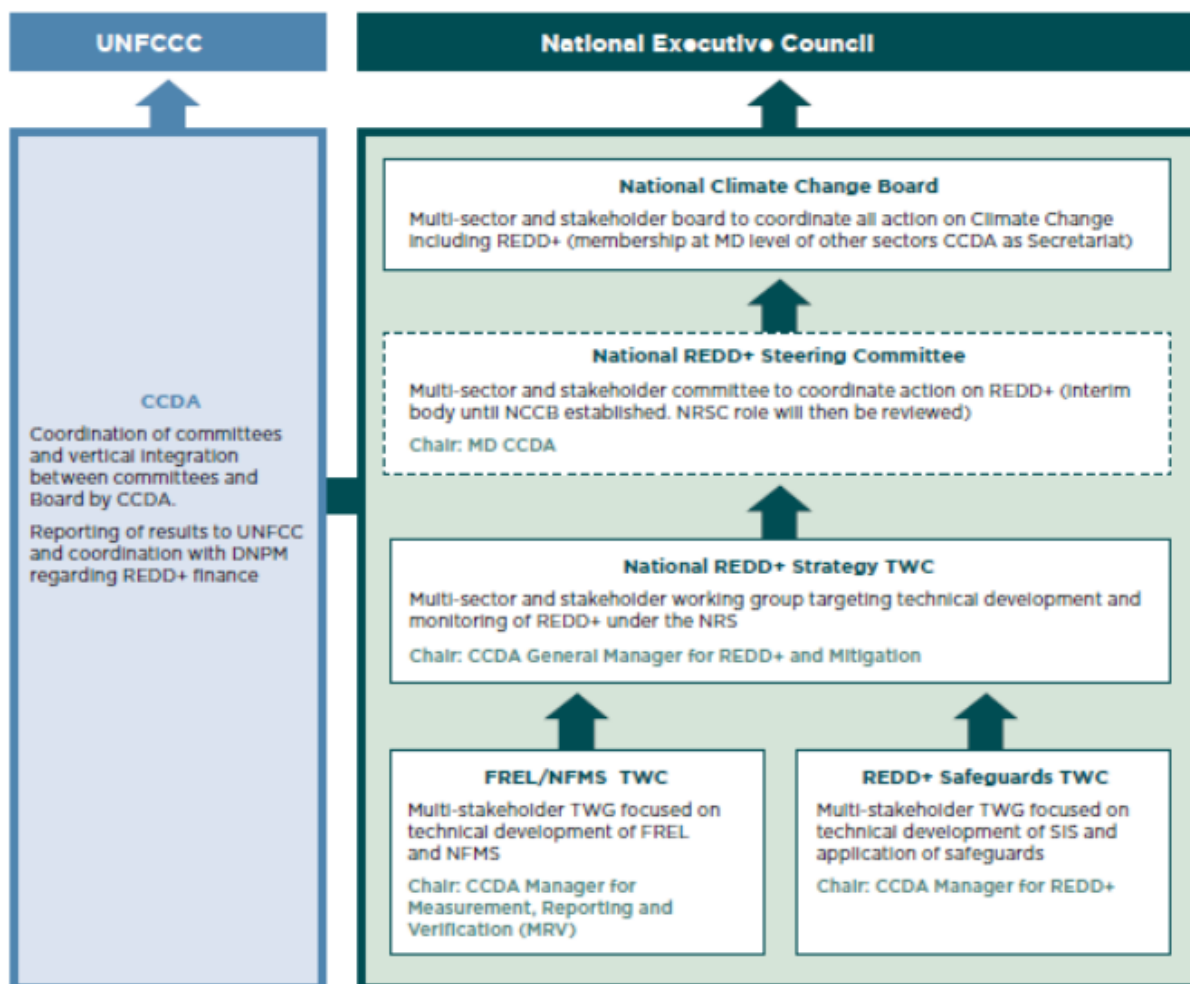 UNFCCC
National Executive Council
CCDA
Coordination of committees
and vertical integration
between committees and
Board by CCDA.
Reporting of results to UNFCC
and coordination with DNPM
regarding REDD+ finance
National Climate Change Board
Multi-sector and stakeholder board to coordinate all action on Climate Change
including REDD+ (membership at MD level of other sectors CCDA as Secretariat)
National REDD+ Steering Committee
Multi-sector and stakeholder committee to coordinate action on REDD+ (interim
body until NCCB established. NRSC role will then be reviewed)
Chair: MD CCDA
National REDD+ Strategy TWC
Multi-sector and stakeholder working group targeting technical development and
monitoring of REDD+ under the NRS
Chair: CCDA General Manager for REDD+ and Mitigation
FREL/NFMS TWC
Multi-stakeholder TWG focused on
technical development of FREL
and NFMS
Chair: CCDA Manager for
Measurement, Reporting and
Verification (MRV)
REDD+ Safeguards TWC
Multi-stakeholder TWG focused on
technical development of SIS and
application of safeguards
Chair: CCDA Manager for REDD+